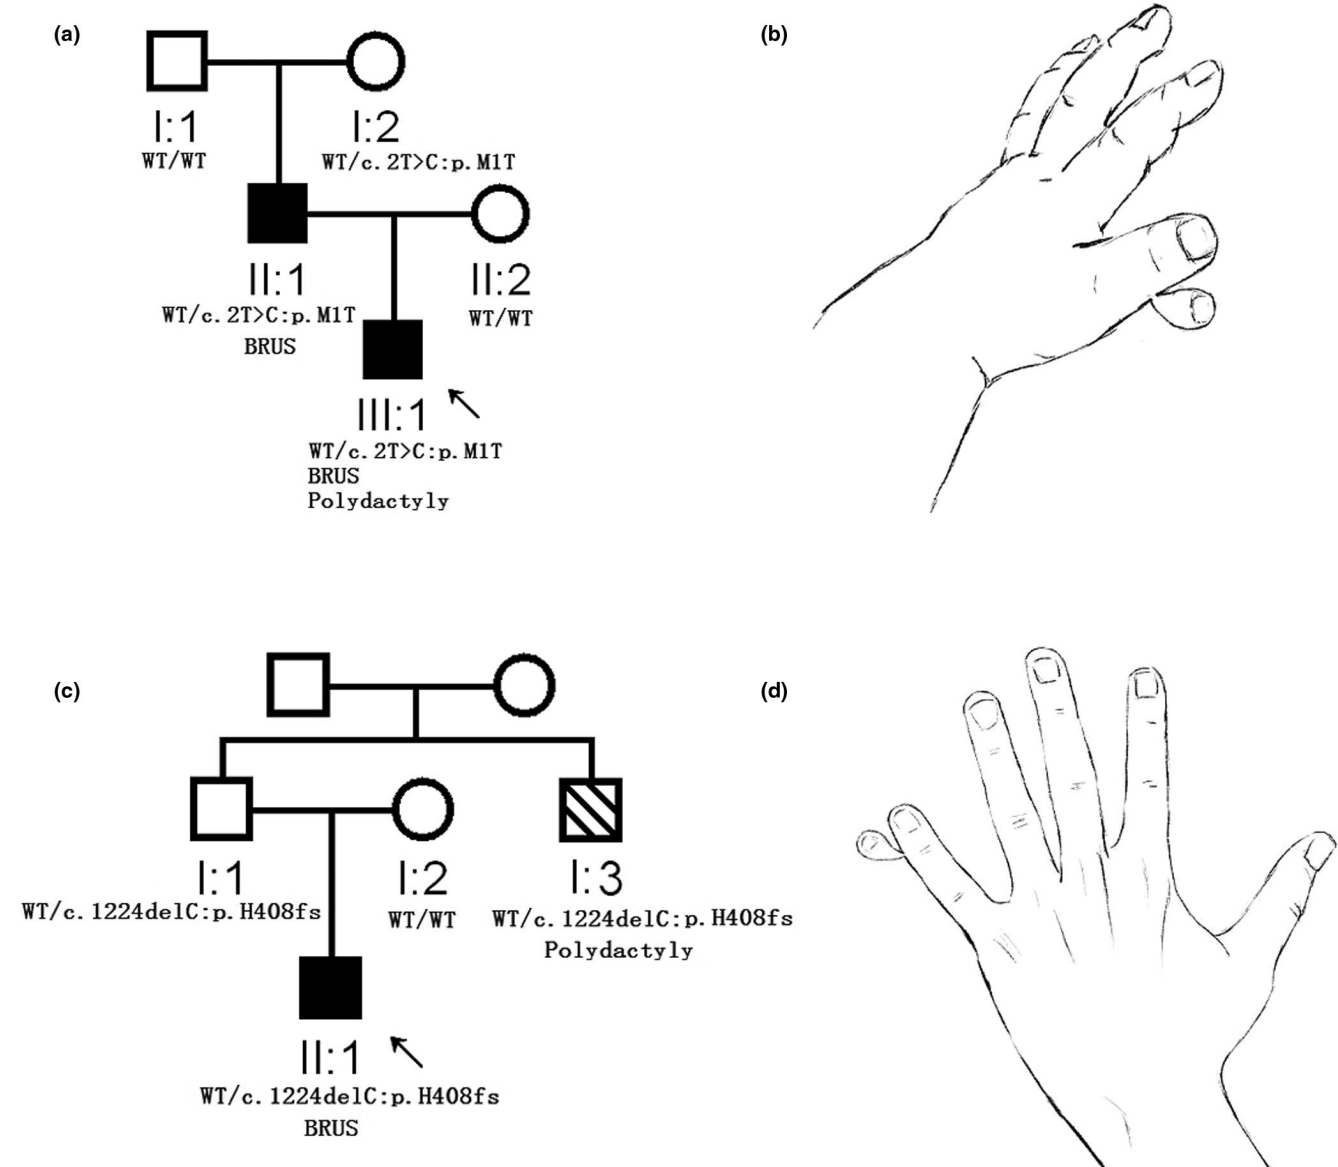 (a)
(b)
I:1
I:2
WT/WT
WT/c.2T>C:p.M1T
II:1
II:2
WT/c.2T>C:p.M1T
WT/WT
BRUS
III:1
WT/c.2T>C:p.M1T
BRUS
Polydactyly
(c)
(d)
I:1
I:2
I:3
WT/c.1224delC:p.H408fs
WT/WT
WT/c.1224delC:p.H408fs
Polydactyly
II:1
WT/c.1224delC:p.H408fs
BRUS